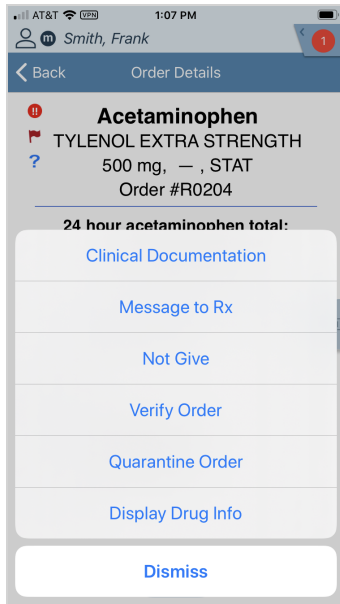 AT&T VPN 1:07 PM
m Smith, Frank
1
Back Order Details
!! Acetaminophen
TYLENOL EXTRA STRENGTH
? 500 mg, — , STAT
Order #R0204
24 hour acetaminophen total:
Clinical Documentation
Message to Rx
Not Give
Verify Order
Quarantine Order
Display Drug Info
Dismiss